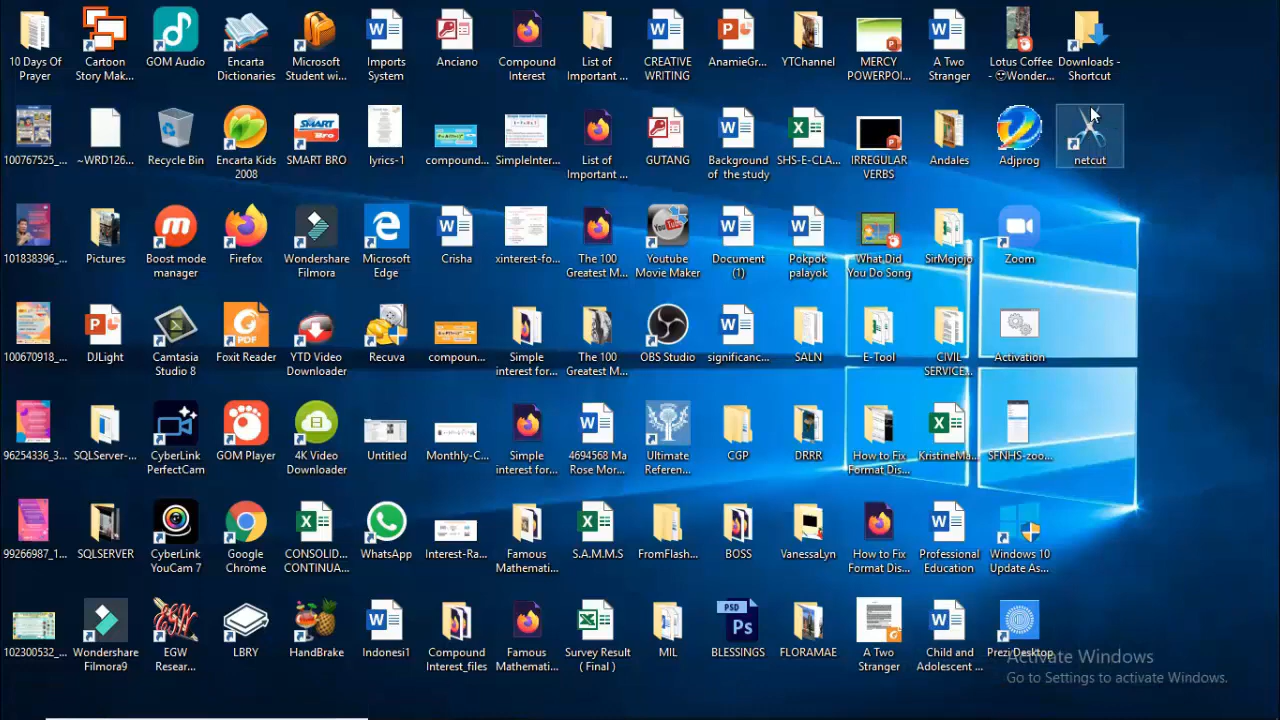 10 Days Of Prayer
Cartoon Story Mak...
GOM Audio
Encarta Dictionaries
Microsoft Student wi...
Imports System
Anciano
Compound Interest
List of Important ...
CREATIVE WRITING
AnamieGr...
YTChannel
MERCY POWERPOI...
A Two Stranger
Lotus Coffee - 😎Wonder...
Downloads - Shortcut
100767525_...
~WRD126...
Recycle Bin
Encarta Kids 2008
SMART BRO
lyrics-1
compound...
SimpleInter...
List of Important ...
GUTANG
Background of the study
SHS-E-CLA...
IRREGULAR VERBS
Andales
Adjprog
netcut
101838396_...
Pictures
Boost mode manager
Firefox
Wondershare Filmora
Microsoft Edge
Crisha
xinterest-fo...
The 100 Greatest M...
Youtube Movie Maker
Document (1)
Pokpok palayok
What Did You Do Song
SirMojojo
Zoom
100670918_...
DJLight
Camtasia Studio 8
Foxit Reader
YTD Video Downloader
Recuva
compoun...
Simple interest for...
The 100 Greatest M...
OBS Studio
significanc...
SALN
E-Tool
CIVIL SERVICE...
Activation
96254336_3...
SQLServer-...
CyberLink PerfectCam
GOM Player
4K Video Downloader
Untitled
Monthly-C...
Simple interest for...
4694568 Ma Rose Mor...
Ultimate Referen...
CGP
DRRR
How to Fix Format Dis...
KristineMa...
SFNHS-zoo...
99266987_1...
SQLSERVER
CyberLink YouCam 7
Google Chrome
CONSOLID... CONTINUA...
WhatsApp
Interest-Ra...
Famous Mathemati...
S.A.M.M.S
FromFlash...
BOSS
VanessaLyn
How to Fix Format Dis...
Professional Education
Windows 10 Update As...
102300532_...
Wondershare Filmora9
EGW Resear...
LBRY
HandBrake
Indonesi1
Compound Interest_files
Famous Mathemati...
Survey Result ( Final )
MIL
BLESSINGS
FLORAMAE
A Two Stranger
Child and Adolescent ...
Prezi Desktop
Activate Windows
Go to Settings to activate Windows.